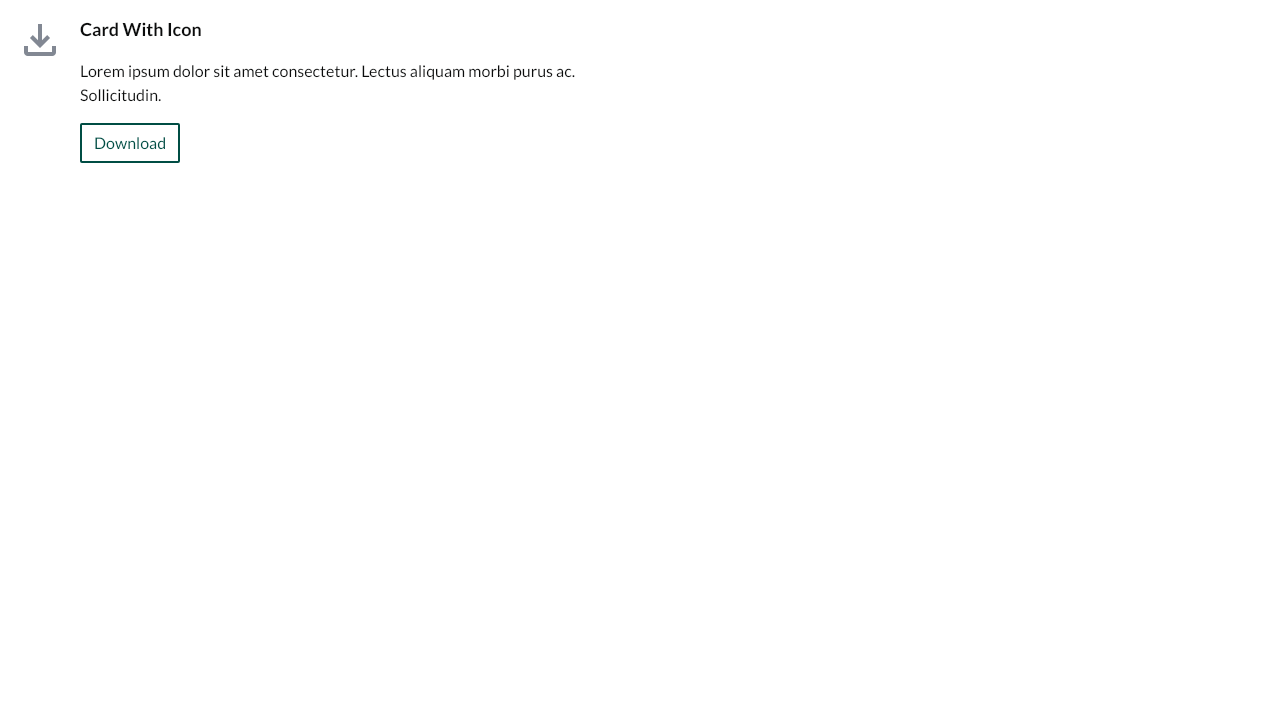 Card With Icon
Lorem ipsum dolor sit amet consectetur. Lectus aliquam morbi purus ac.
Sollicitudin.
Download